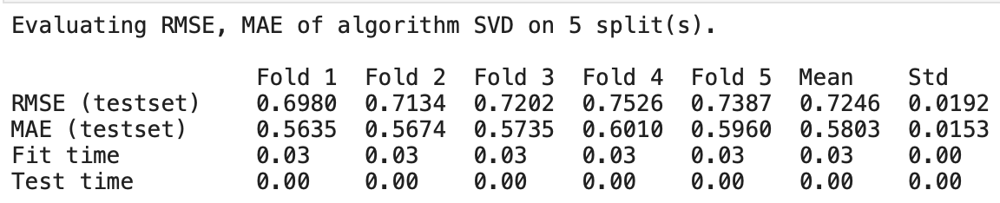 Evaluating RMSE, MAE of algorithm SVD on 5 split(s).
Fold 1 Fold 2 Fold 3 Fold 4 Fold 5 Mean Std
RMSE (testset) 0.6980 0.7134 0.7202 0.7526 0.7387 0.7246 0.0192
MAE (testset) 0.5635 0.5674 0.5735 0.6010 0.5960 0.5803 0.0153
Fit time 0.03 0.03 0.03 0.03 0.03 0.03 0.00
Test time 0.00 0.00 0.00 0.00 0.00 0.00 0.00